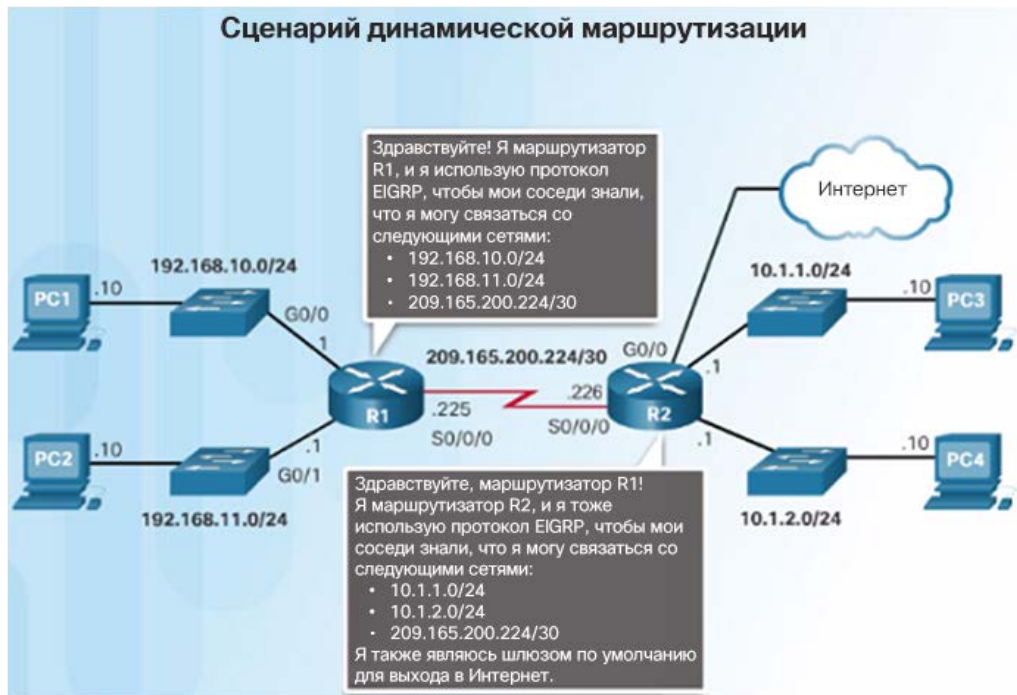 Сценарий динамической маршрутизации
Здравствуйте! Я маршрутизатор
R1, и я использую протокол
EIGRP, чтобы мои соседи знали,
что я могу связаться со
следующими сетями:
• 192.168.10.0/24
• 192.168.11.0/24
• 209.165.200.224/30
Интернет
192.168.10.0/24
10.1.1.0/24
PC1
.10
G0/0
.1
R1
209.165.200.224/30
.225
S0/0/0
G0/0
.226
S0/0/0
R2
.1
.10
PC3
PC2
.10
.1
G0/1
192.168.11.0/24
.1
.10
PC4
10.1.2.0/24
Здравствуйте, маршрутизатор R1!
Я маршрутизатор R2, и я тоже
использую протокол EIGRP, чтобы мои
соседи знали, что я могу связаться со
следующими сетями:
• 10.1.1.0/24
• 10.1.2.0/24
• 209.165.200.224/30
Я также являюсь шлюзом по умолчанию
для выхода в Интернет.